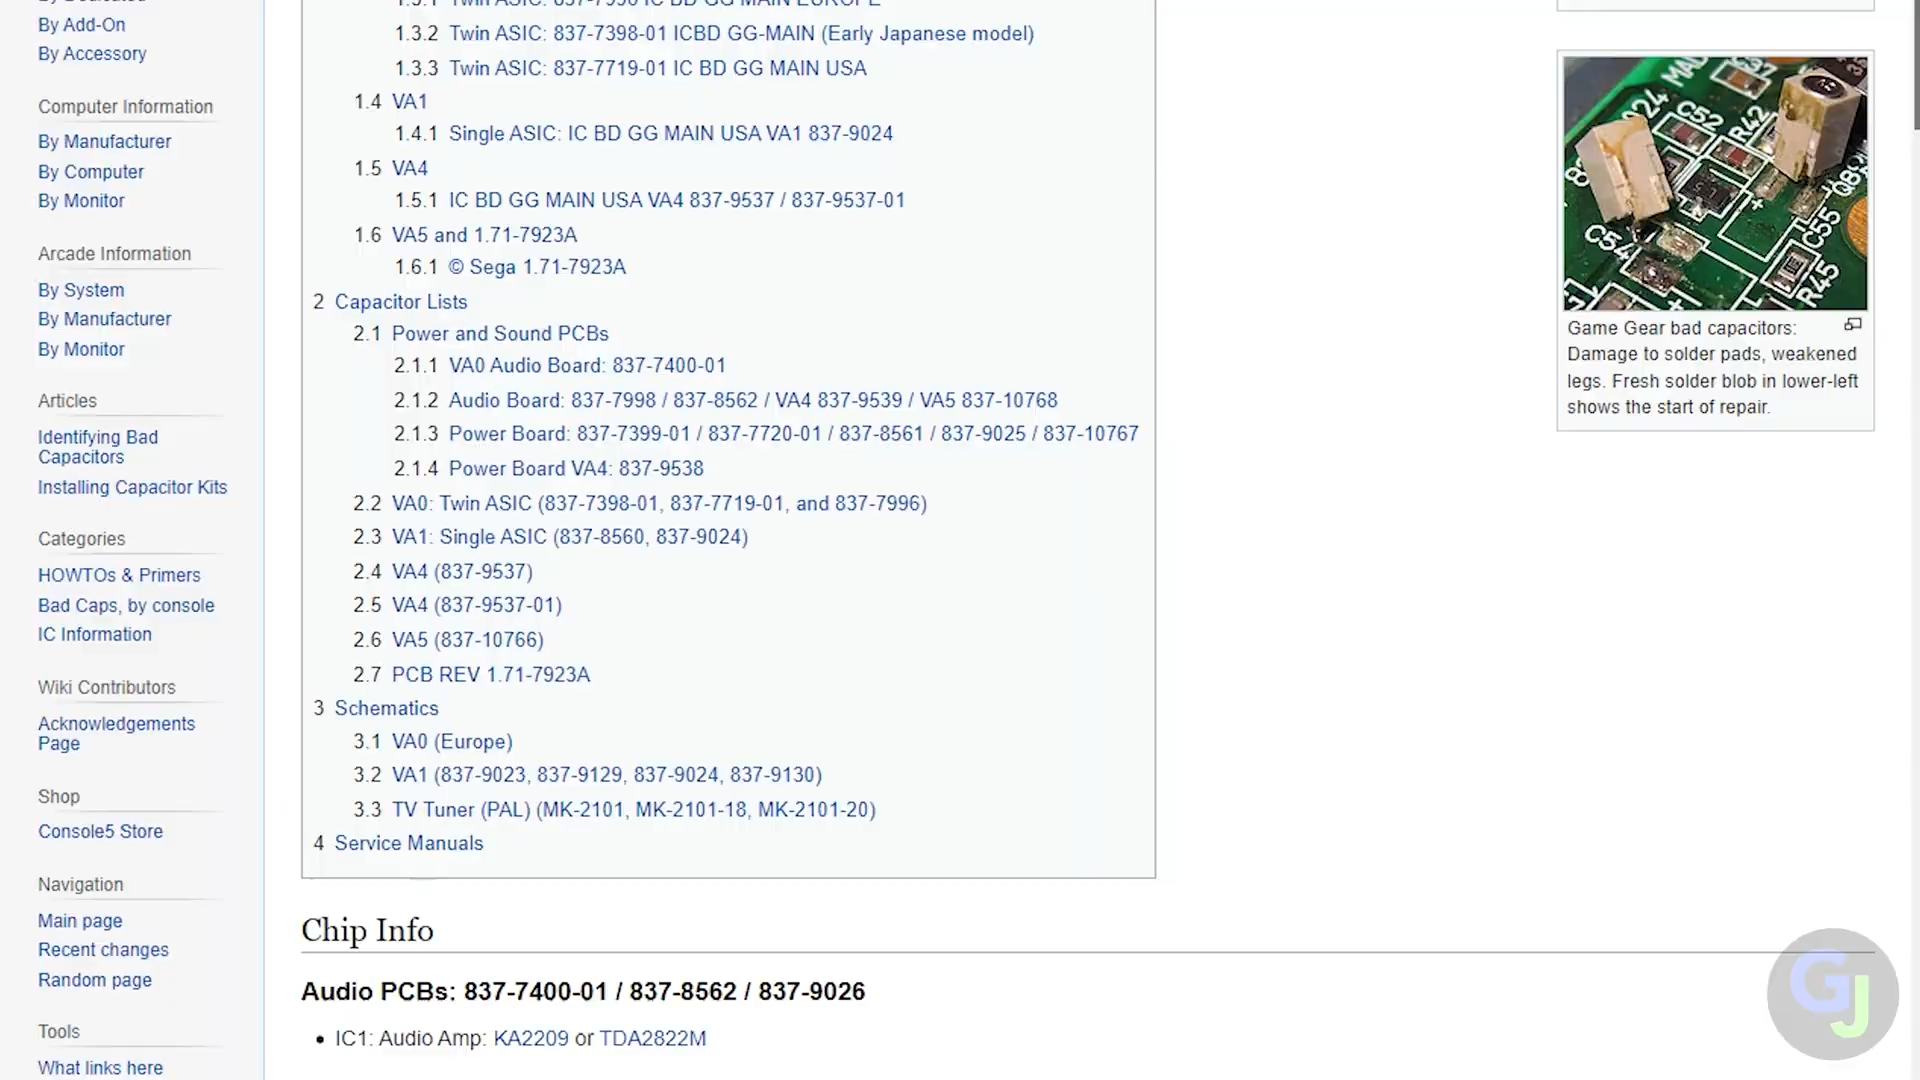 By Add-On
By Accessory
Computer Information
By Manufacturer
By Computer
By Monitor
Arcade Information
By System
By Manufacturer
By Monitor
Articles
Identifying Bad
Capacitors
Installing Capacitor Kits
Categories
HOWTOs & Primers
Bad Caps, by console
IC Information
Wiki Contributors
Acknowledgements
Page
Shop
Console5 Store
Navigation
Main page
Recent changes
Random page
Tools
What links here
1.3.2 Twin ASIC: 837-7398-01 ICBD GG-MAIN (Early Japanese model)
1.3.3 Twin ASIC: 837-7719-01 IC BD GG MAIN USA
1.4 VA1
1.4.1 Single ASIC: IC BD GG MAIN USA VA1 837-9024
1.5 VA4
1.5.1 IC BD GG MAIN USA VA4 837-9537 / 837-9537-01
1.6 VA5 and 1.71-7923A
1.6.1 © Sega 1.71-7923A
2 Capacitor Lists
2.1 Power and Sound PCBs
2.1.1 VA0 Audio Board: 837-7400-01
2.1.2 Audio Board: 837-7998 / 837-8562 / VA4 837-9539 / VA5 837-10768
2.1.3 Power Board: 837-7399-01 / 837-7720-01 / 837-8561 / 837-9025 / 837-10767
2.1.4 Power Board VA4: 837-9538
2.2 VA0: Twin ASIC (837-7398-01, 837-7719-01, and 837-7996)
2.3 VA1: Single ASIC (837-8560, 837-9024)
2.4 VA4 (837-9537)
2.5 VA4 (837-9537-01)
2.6 VA5 (837-10766)
2.7 PCB REV 1.71-7923A
3 Schematics
3.1 VA0 (Europe)
3.2 VA1 (837-9023, 837-9129, 837-9024, 837-9130)
3.3 TV Tuner (PAL) (MK-2101, MK-2101-18, MK-2101-20)
4 Service Manuals
Chip Info
Audio PCBs: 837-7400-01 / 837-8562 / 837-9026
• IC1: Audio Amp: KA2209 or TDA2822M
C52
R42
C54
C55
R45
Game Gear bad capacitors:
Damage to solder pads, weakened
legs. Fresh solder blob in lower-left
shows the start of repair.
GJ